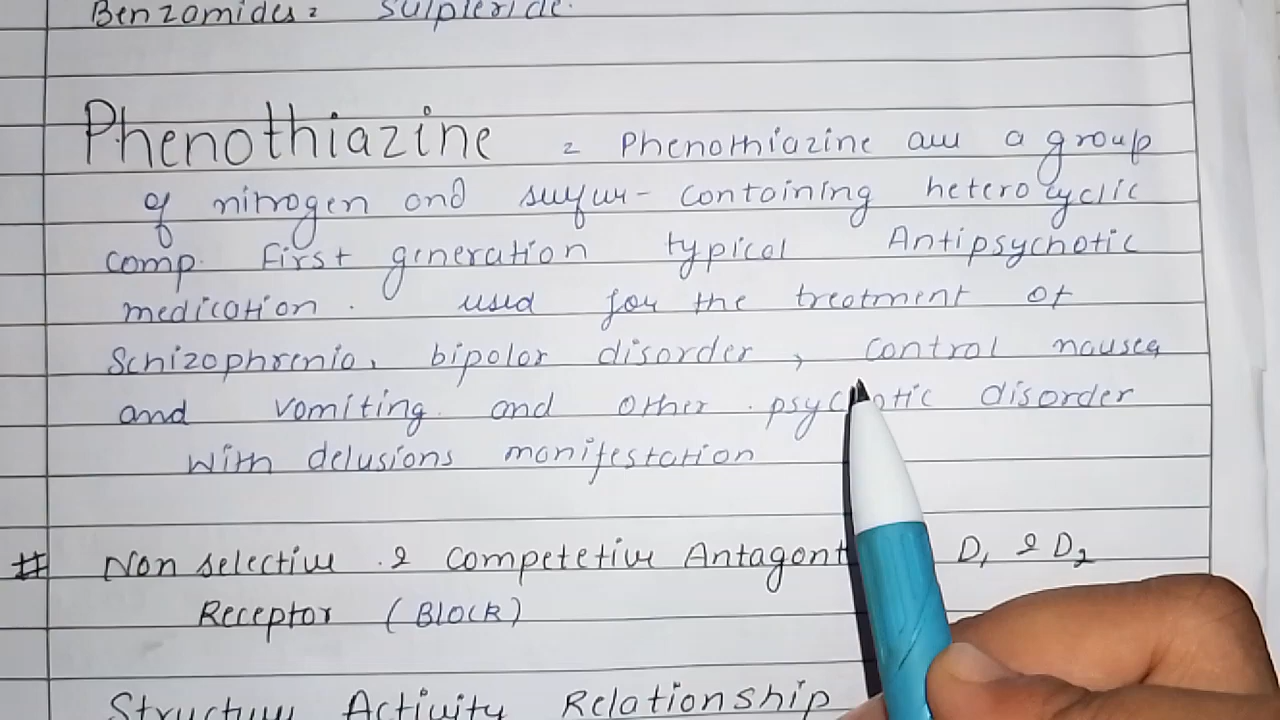 Benzamides = Sulpieride.
Phenothiazine = Phenothiazine are a group
of nitrogen and sulfur - containing heterocyclic
comp. First generation typical Antipsychotic
medication. used for the treatment of
Schizophrenia, bipolar disorder, control nausea
and vomiting. and other psychotic disorder
with delusions manifestation
# Non selective & Competetive Antagont D1 & D2
Receptor (Block)
Structure Activity Relationship